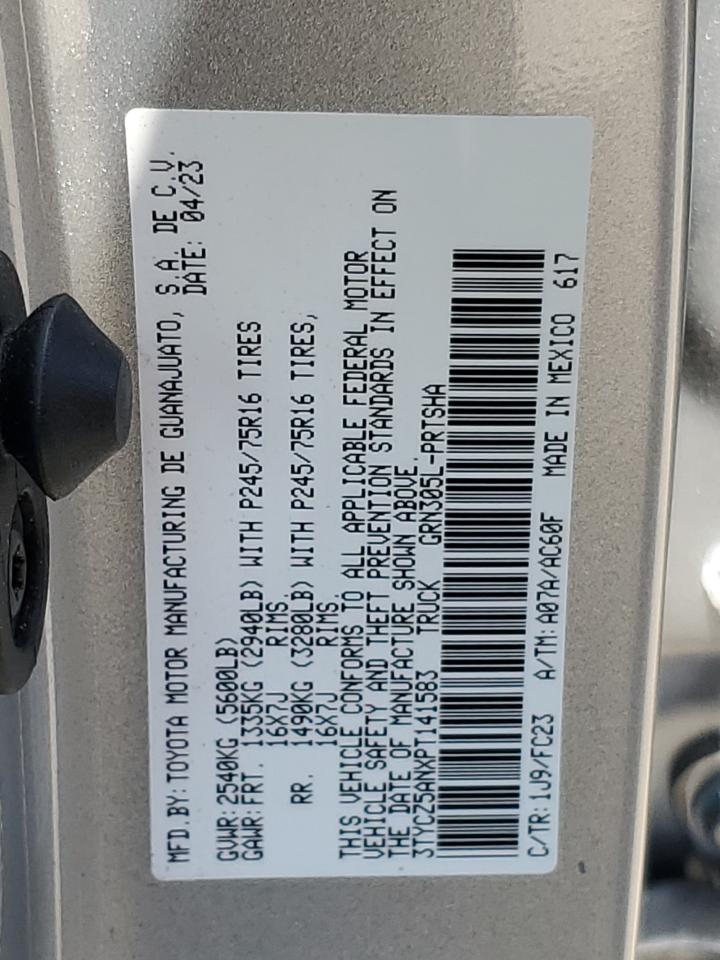 MFD.BY:TOYOTA MOTOR MANUFACTURING DE GUANAJUATO, S.A. DE C.V.
DATE: 04/23
GVWR:2540KG (5600LB)
GAWR:FRT. 1335KG (2940LB) WITH P245/75R16 TIRES
16X7J RIMS.
RR. 1490KG (3280LB) WITH P245/75R16 TIRES,
16X7J RIMS.
THIS VEHICLE CONFORMS TO ALL APPLICABLE FEDERAL MOTOR
VEHICLE SAFETY AND THEFT PREVENTION STANDARDS IN EFFECT ON
THE DATE OF MANUFACTURE SHOWN ABOVE.
3TYCZ5ANXPT141583 TRUCK GRN305L-PRTSHA
C/TR:1J9/FC23 A/TM:A07A/AC60F MADE IN MEXICO 617